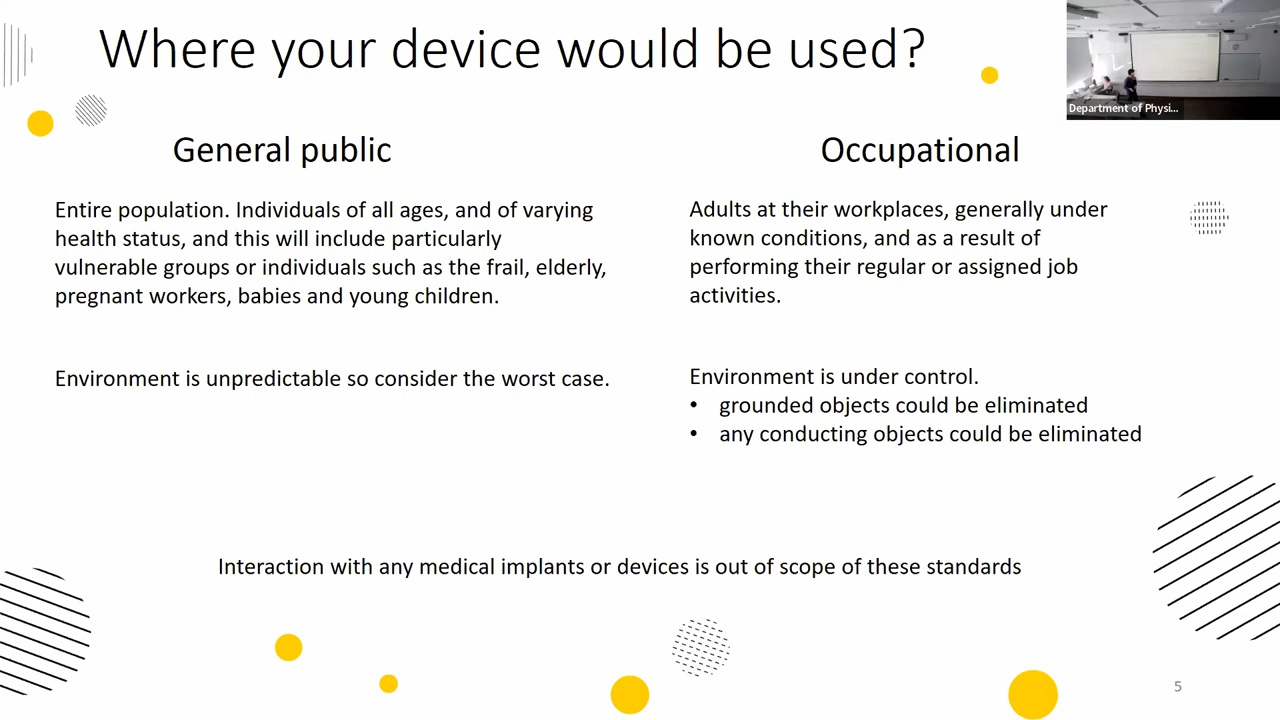 Where your device would be used?
Department of Physi...
General public
Entire population. Individuals of all ages, and of varying
health status, and this will include particularly
vulnerable groups or individuals such as the frail, elderly,
pregnant workers, babies and young children.
Environment is unpredictable so consider the worst case.
Occupational
Adults at their workplaces, generally under
known conditions, and as a result of
performing their regular or assigned job
activities.
Environment is under control.
• grounded objects could be eliminated
• any conducting objects could be eliminated
Interaction with any medical implants or devices is out of scope of these standards
5